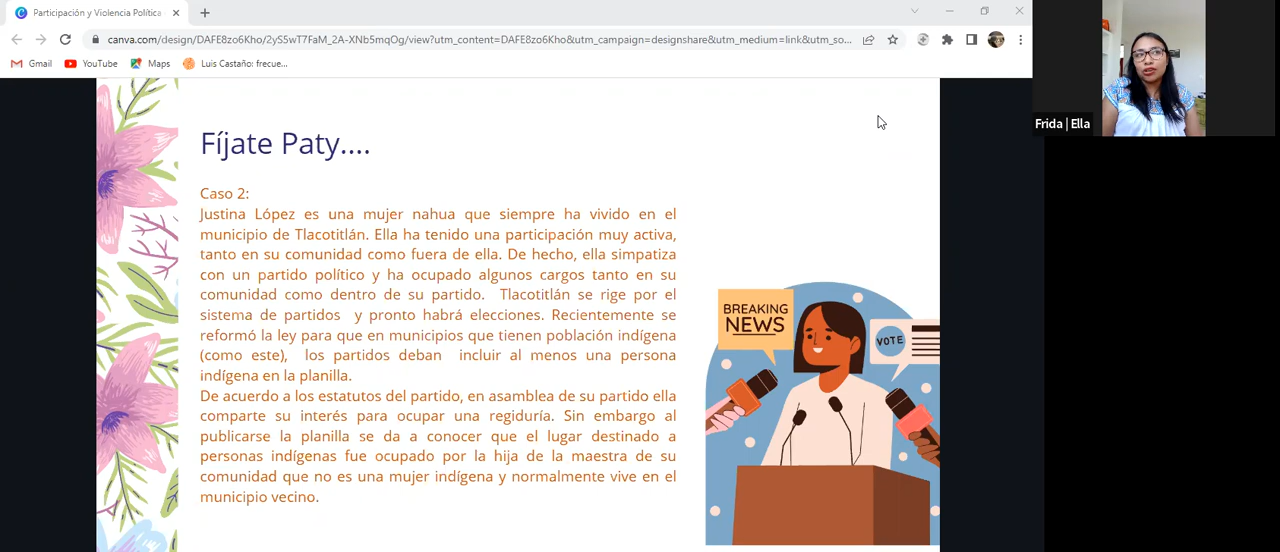 Participación y Violencia Política
canva.com/design/DAFE8zo6Kho/2yS5wT7FaM_2A-XNb5mqOg/view?utm_content=DAFE8zo6Kho&utm_campaign=designshare&utm_medium=link&utm_so...
Gmail YouTube Maps Luis Castaño: frecue...
Frida | Ella
Fíjate Paty....
Caso 2:
Justina López es una mujer nahua que siempre ha vivido en el
municipio de Tlacotitlán. Ella ha tenido una participación muy activa,
tanto en su comunidad como fuera de ella. De hecho, ella simpatiza
con un partido político y ha ocupado algunos cargos tanto en su
comunidad como dentro de su partido. Tlacotitlán se rige por el
sistema de partidos y pronto habrá elecciones. Recientemente se
reformó la ley para que en municipios que tienen población indígena
(como este), los partidos deban incluir al menos una persona
indígena en la planilla.
De acuerdo a los estatutos del partido, en asamblea de su partido ella
comparte su interés para ocupar una regiduría. Sin embargo al
publicarse la planilla se da a conocer que el lugar destinado a
personas indígenas fue ocupado por la hija de la maestra de su
comunidad que no es una mujer indígena y normalmente vive en el
municipio vecino.
BREAKING
NEWS
VOTE